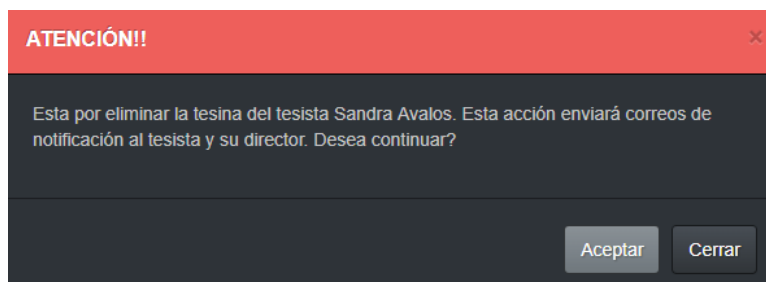 ATENCIÓN!!
Esta por eliminar la tesina del tesista Sandra Avalos. Esta acción enviará correos de
notificación al tesista y su director. Desea continuar?
Aceptar Cerrar